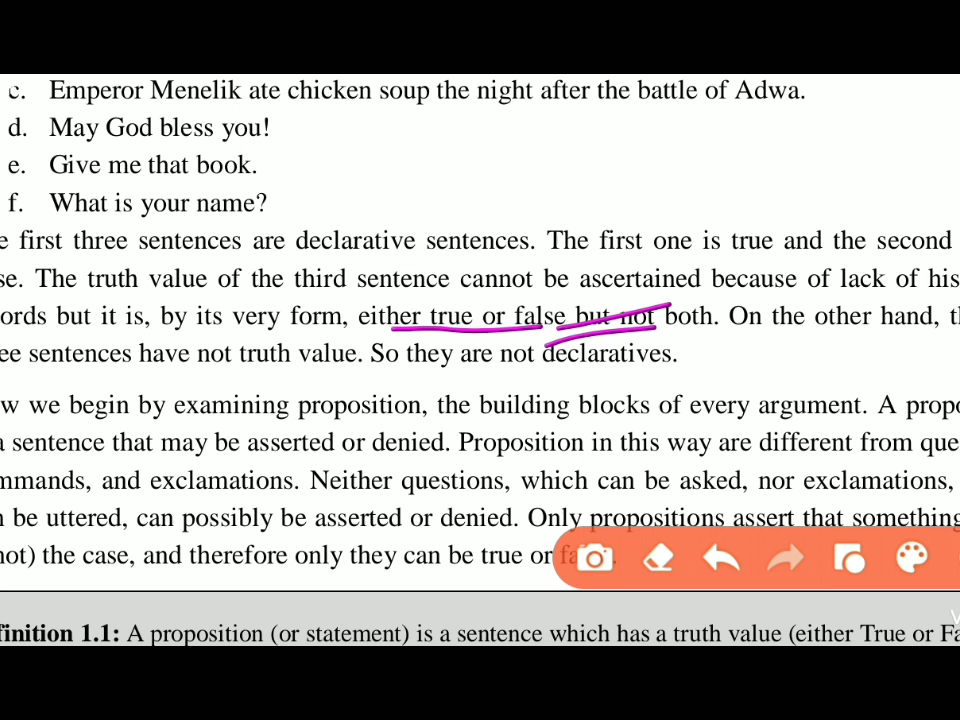 c. Emperor Menelik ate chicken soup the night after the battle of Adwa.
d. May God bless you!
e. Give me that book.
f. What is your name?
e first three sentences are declarative sentences. The first one is true and the second
se. The truth value of the third sentence cannot be ascertained because of lack of his
ords but it is, by its very form, either true or false but not both. On the other hand, th
ee sentences have not truth value. So they are not declaratives.
w we begin by examining proposition, the building blocks of every argument. A propo
a sentence that may be asserted or denied. Proposition in this way are different from que
mmands, and exclamations. Neither questions, which can be asked, nor exclamations,
n be uttered, can possibly be asserted or denied. Only propositions assert that something
not) the case, and therefore only they can be true or
finition 1.1: A proposition (or statement) is a sentence which has a truth value (either True or Fa